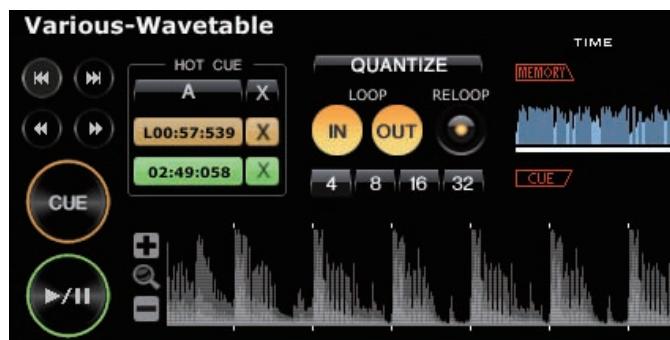 Various-Wavetable
TIME
HOT CUE
QUANTIZE
MEMORY
A X
LOOP RELOOP
L00:57:539 X
IN OUT
02:49:058 X
4 8 16 32
CUE
CUE